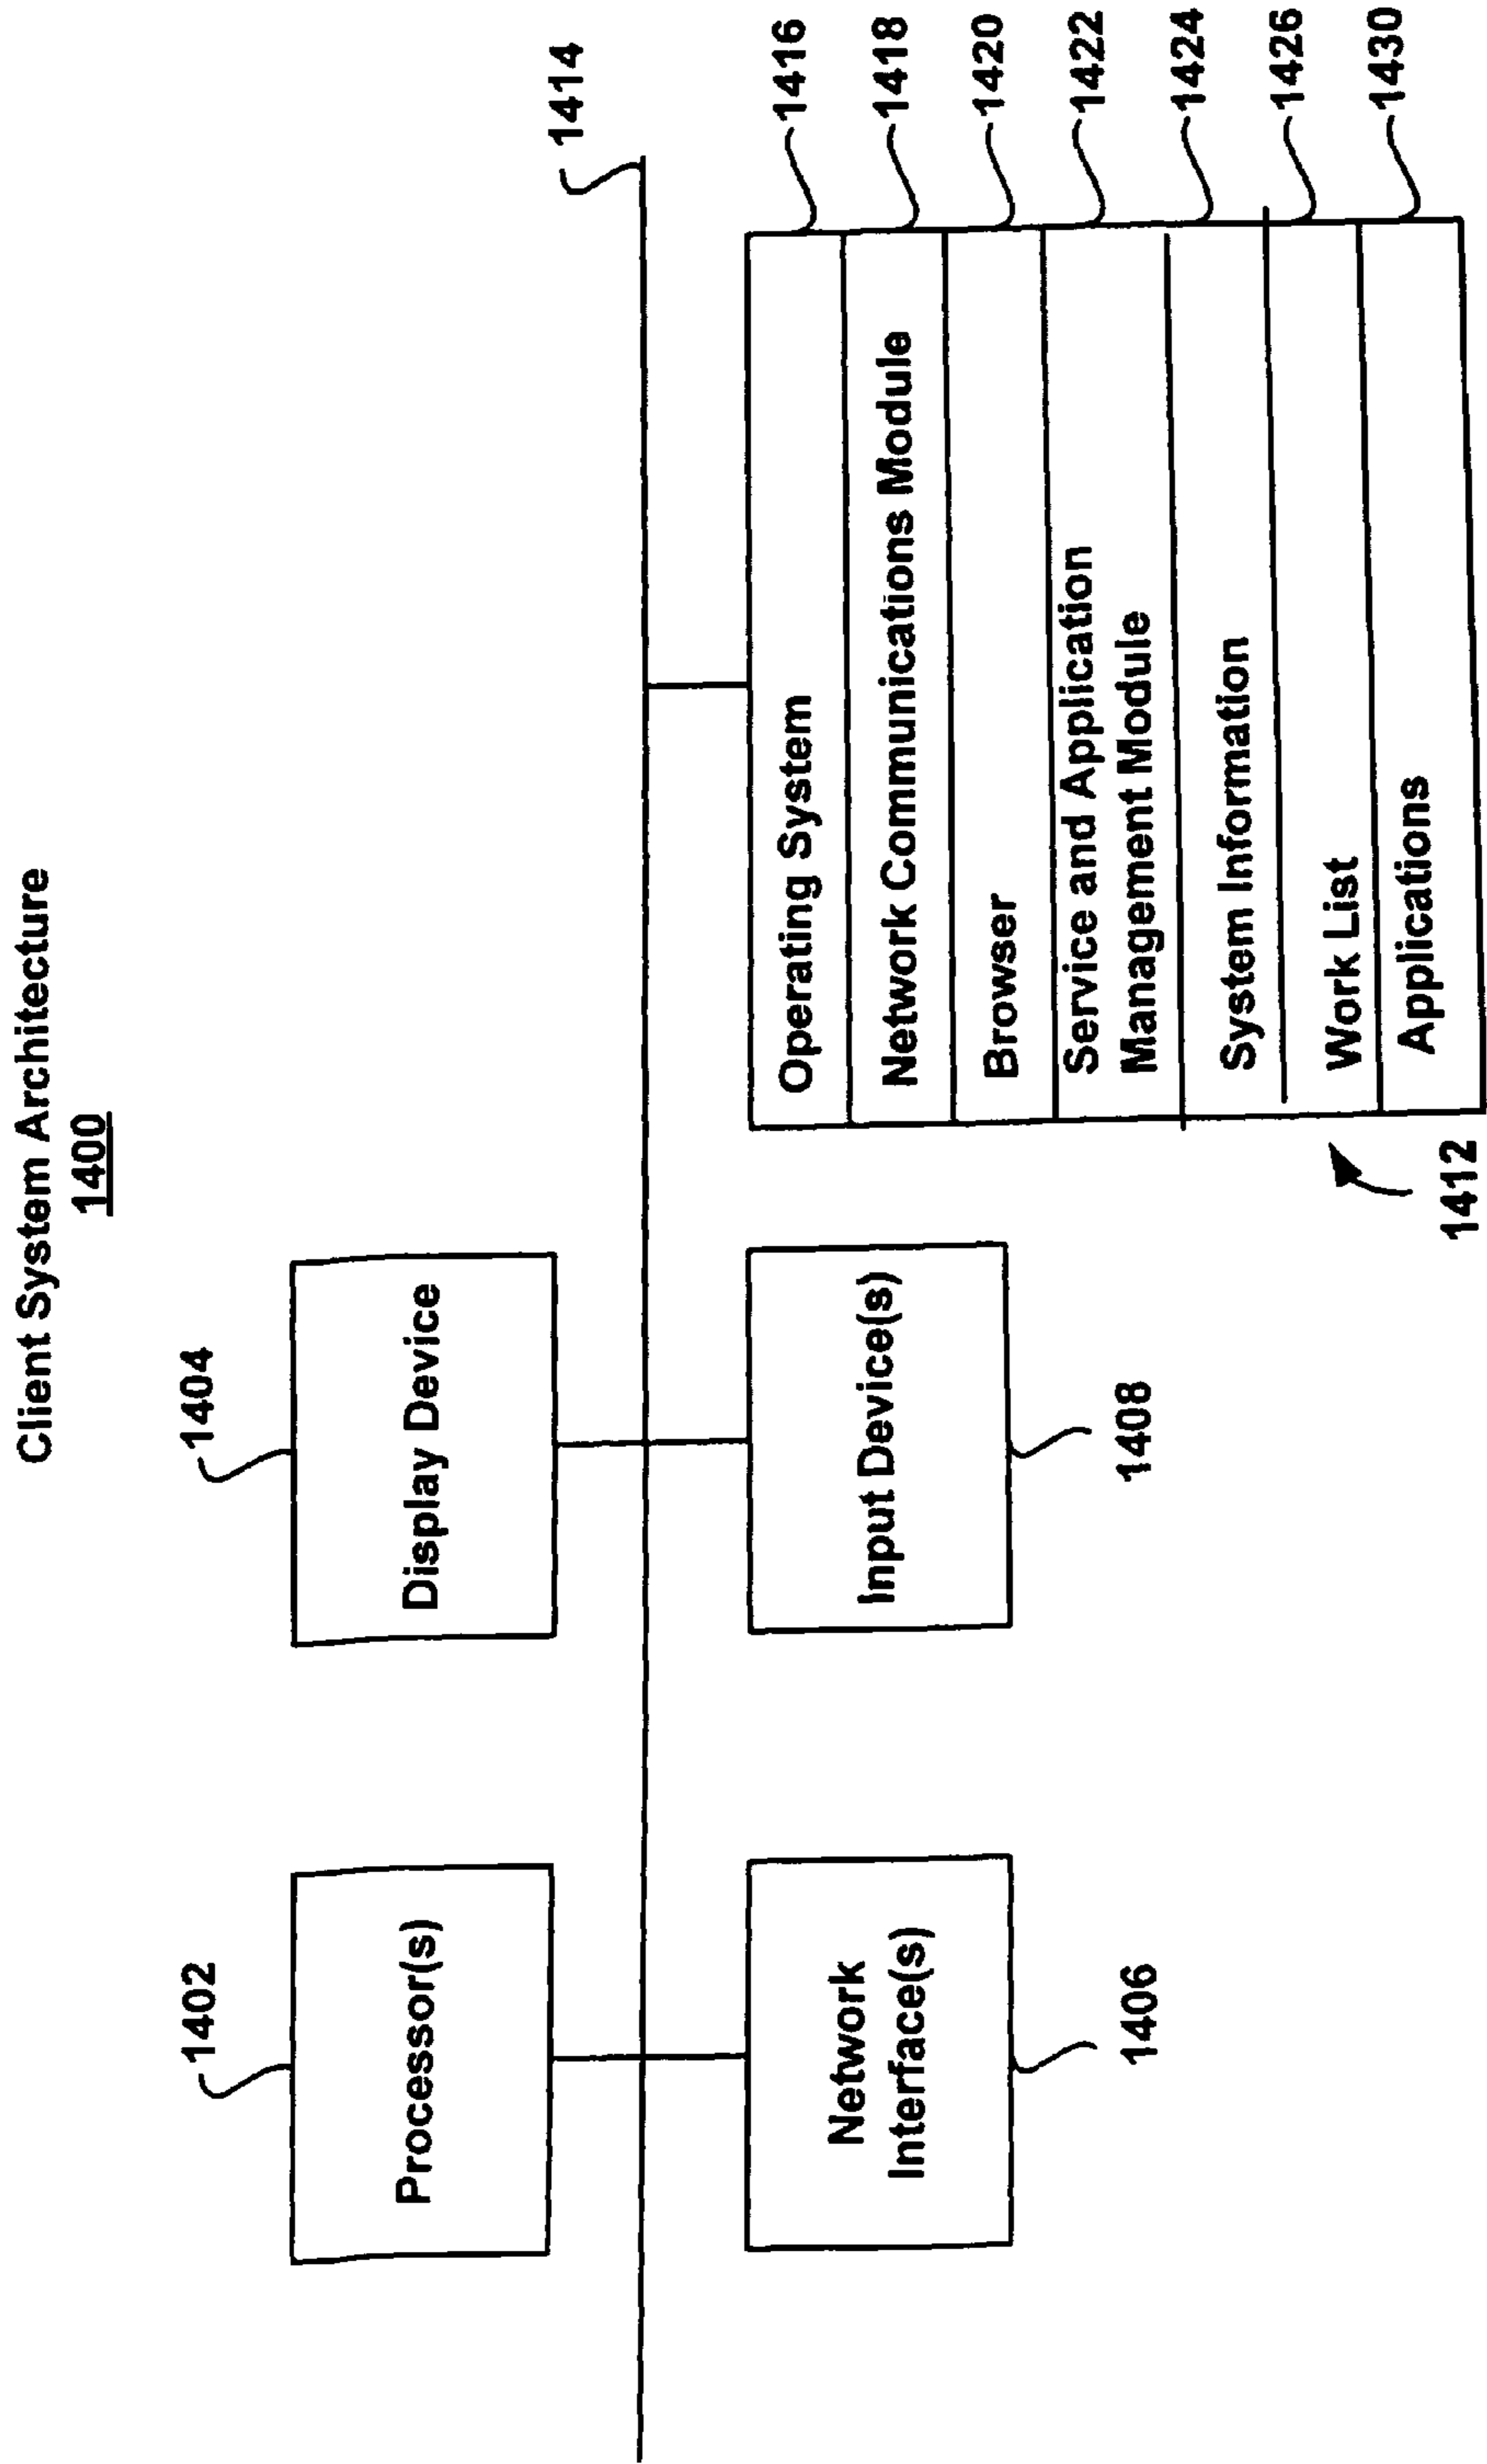 Client System Architecture
1400
1402
1404
1414
Processor(s)
Display Device
Network
Interface(s)
Input Device(s)
1406
1408
Operating System
1416
Network Communications Module
1418
Browser
1420
Service and Application
Management Module
1422
System Information
1424
Work List
1426
Applications
1430
1412